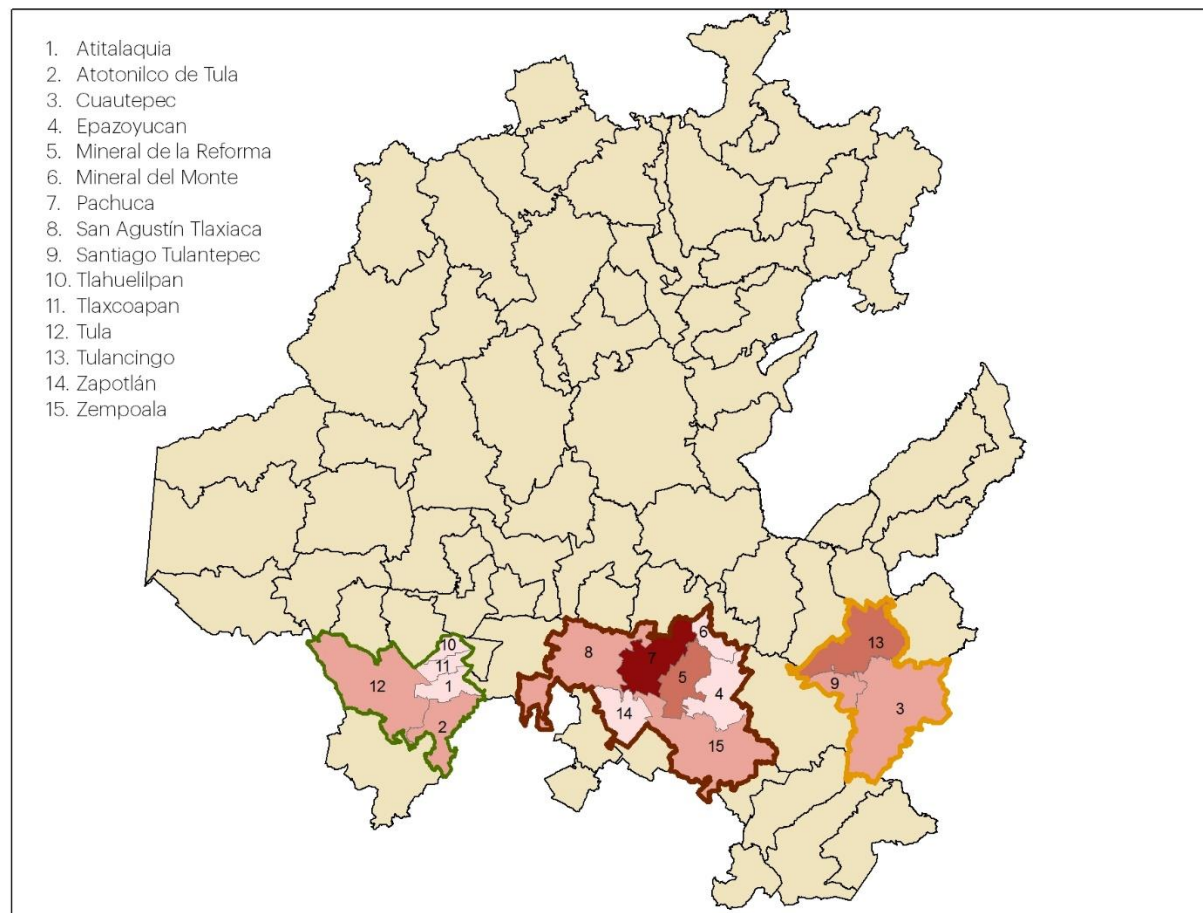 1. Atitalaquia
2. Atotonilco de Tula
3. Cuautepec
4. Epazoyucan
5. Mineral de la Reforma
6. Mineral del Monte
7. Pachuca
8. San Agustín Tlaxiaca
9. Santiago Tulantepec
10. Tlahuelilpan
11. Tlaxcoapan
12. Tula
13. Tulancingo
14. Zapotlán
15. Zempoala
6
13
10
8
7
11
5
9
12
1
4
3
14
2
15